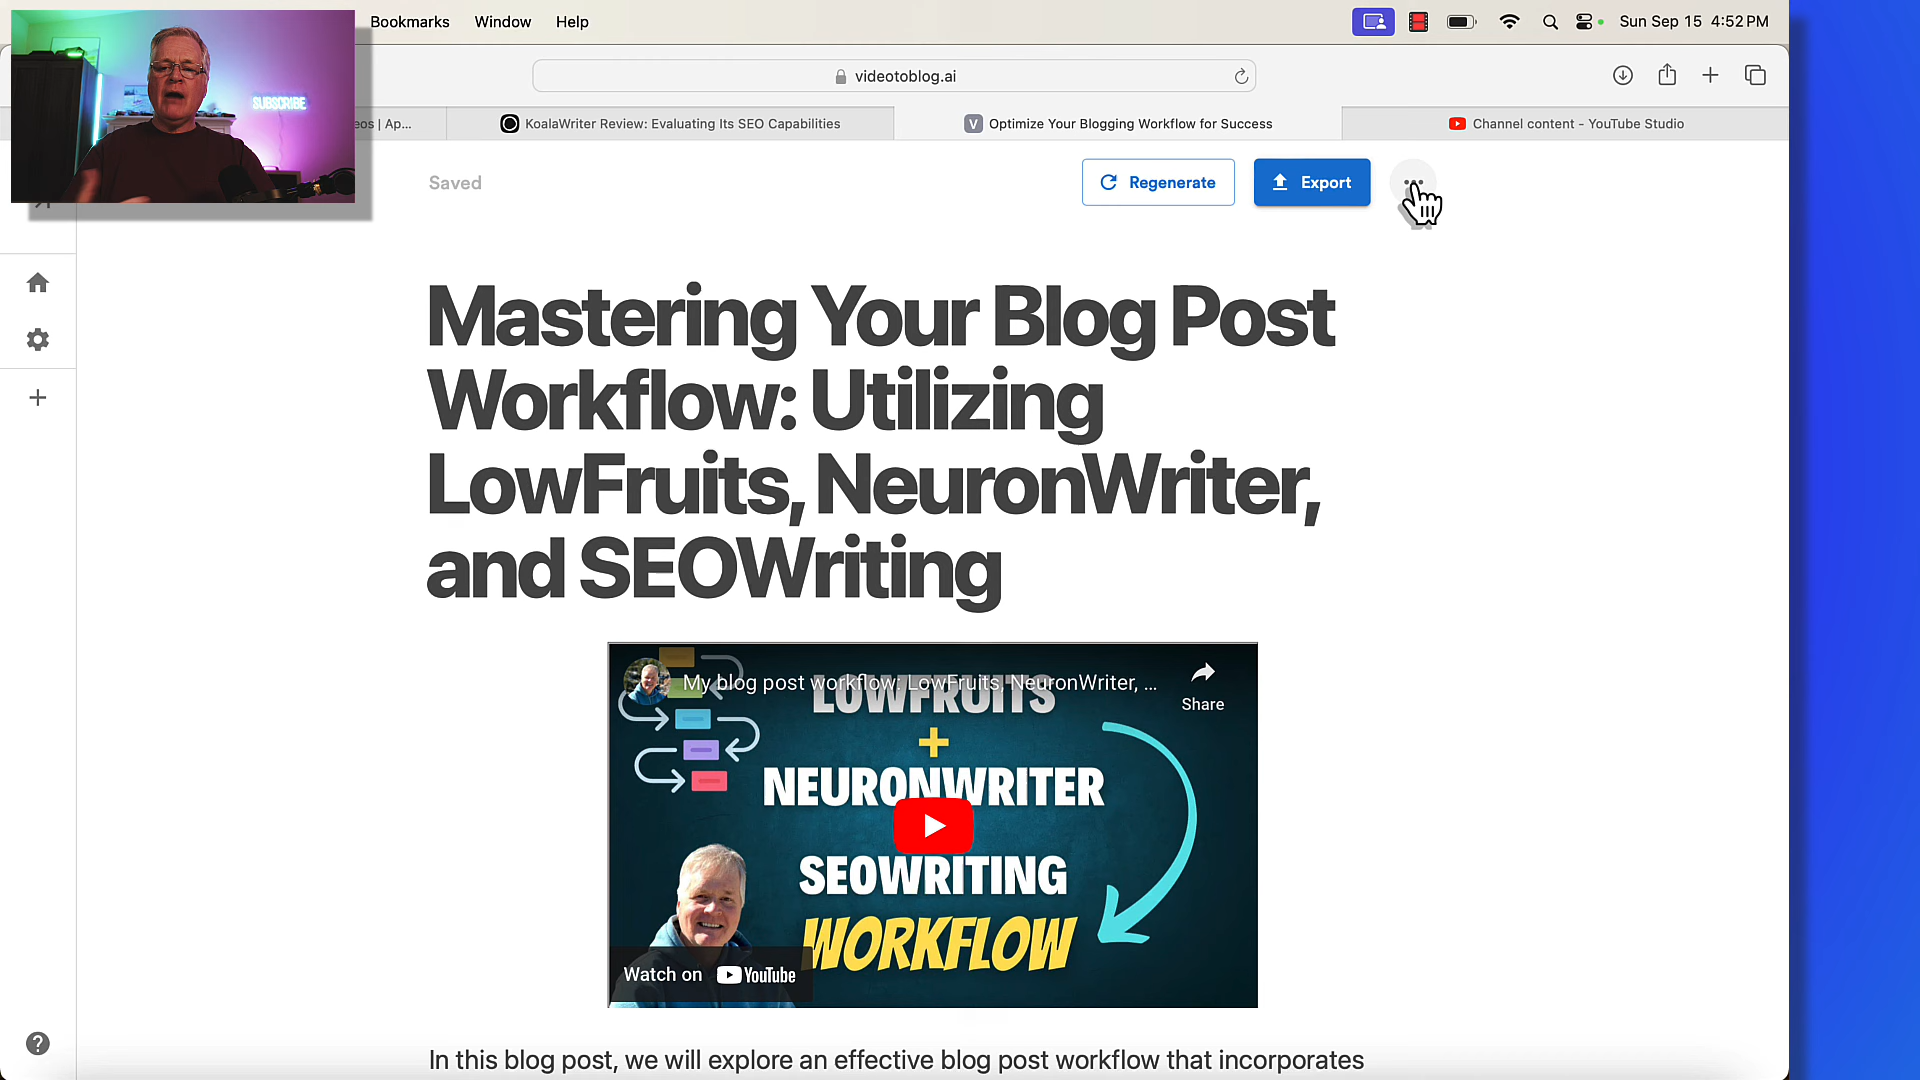 Bookmarks Window Help
Sun Sep 15 4:52 PM
SUBSCRIBE
videotoblog.ai
eos | Ap...
KoalaWriter Review: Evaluating Its SEO Capabilities
V Optimize Your Blogging Workflow for Success
Channel content - YouTube Studio
Saved
Regenerate
Export
Mastering Your Blog Post
Workflow: Utilizing
LowFruits, NeuronWriter,
and SEOWriting
My blog post workflow: LowFruits, NeuronWriter, ...
Share
LOWFRUITS
+
NEURONWRITER
SEOWRITING
WORKFLOW
Watch on YouTube
In this blog post, we will explore an effective blog post workflow that incorporates